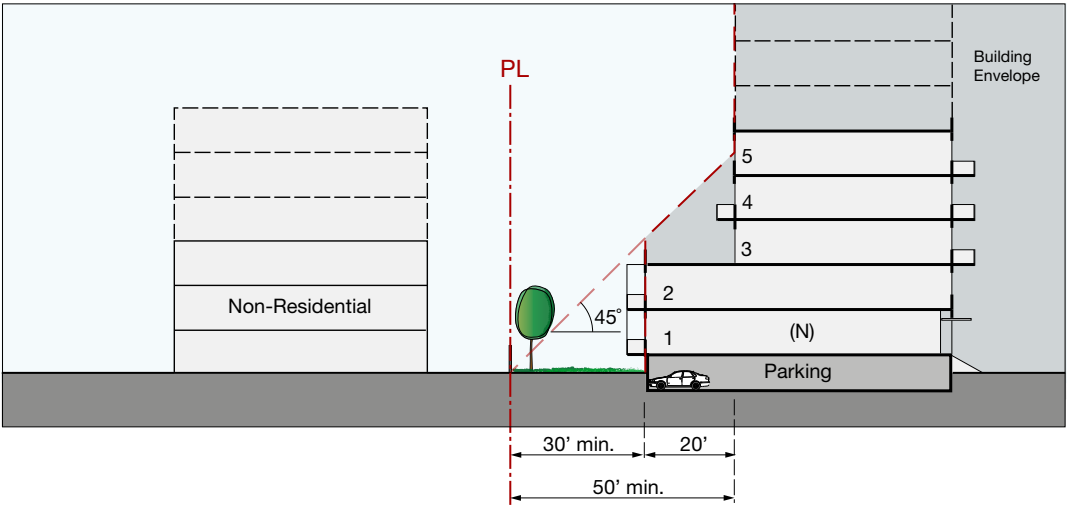 PL
Building
Envelope
5
4
3
Non-Residential
2
45°
1
(N)
Parking
30’ min.
20’
50’ min.